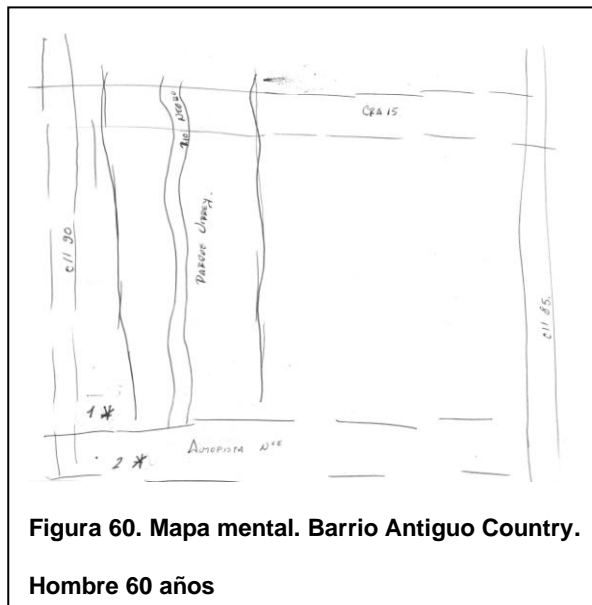 CRA 15
RIO NEGRO
PARQUE VIRREY.
cll 90
cll 85.
1 *
AUTOPISTA Nte
2 *
Figura 60. Mapa mental. Barrio Antiguo Country.
Hombre 60 años